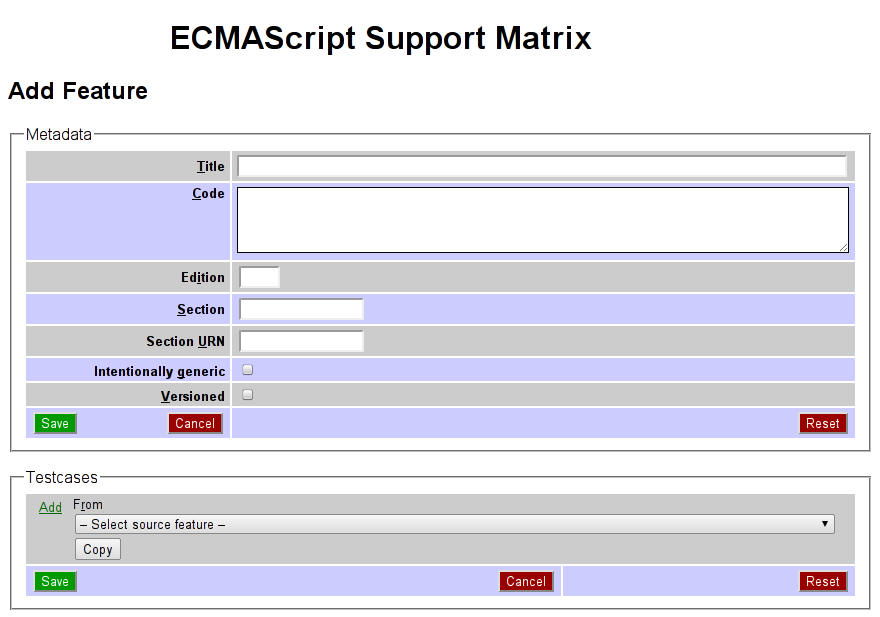 ECMAScript Support Matrix
Add Feature
Metadata
Title
Code
Edition
Section
Section URN
Intentionally generic
Versioned
Save Cancel Reset
Testcases
Add From
– Select source feature –
Copy
Save Cancel Reset